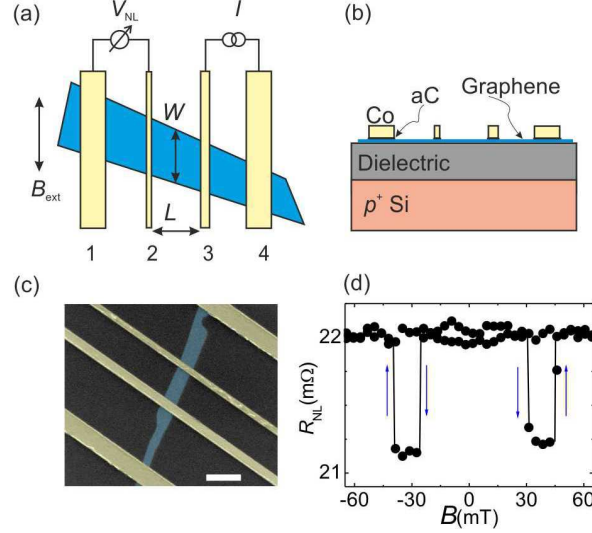 (a)
V_NL
I
W
B_ext
L
1 2 3 4
(b)
Graphene
aC
Co
Dielectric
p⁺ Si
(c)
(d)
22
R_NL(mΩ)
21
-60 -30 0 30 60
B(mT)